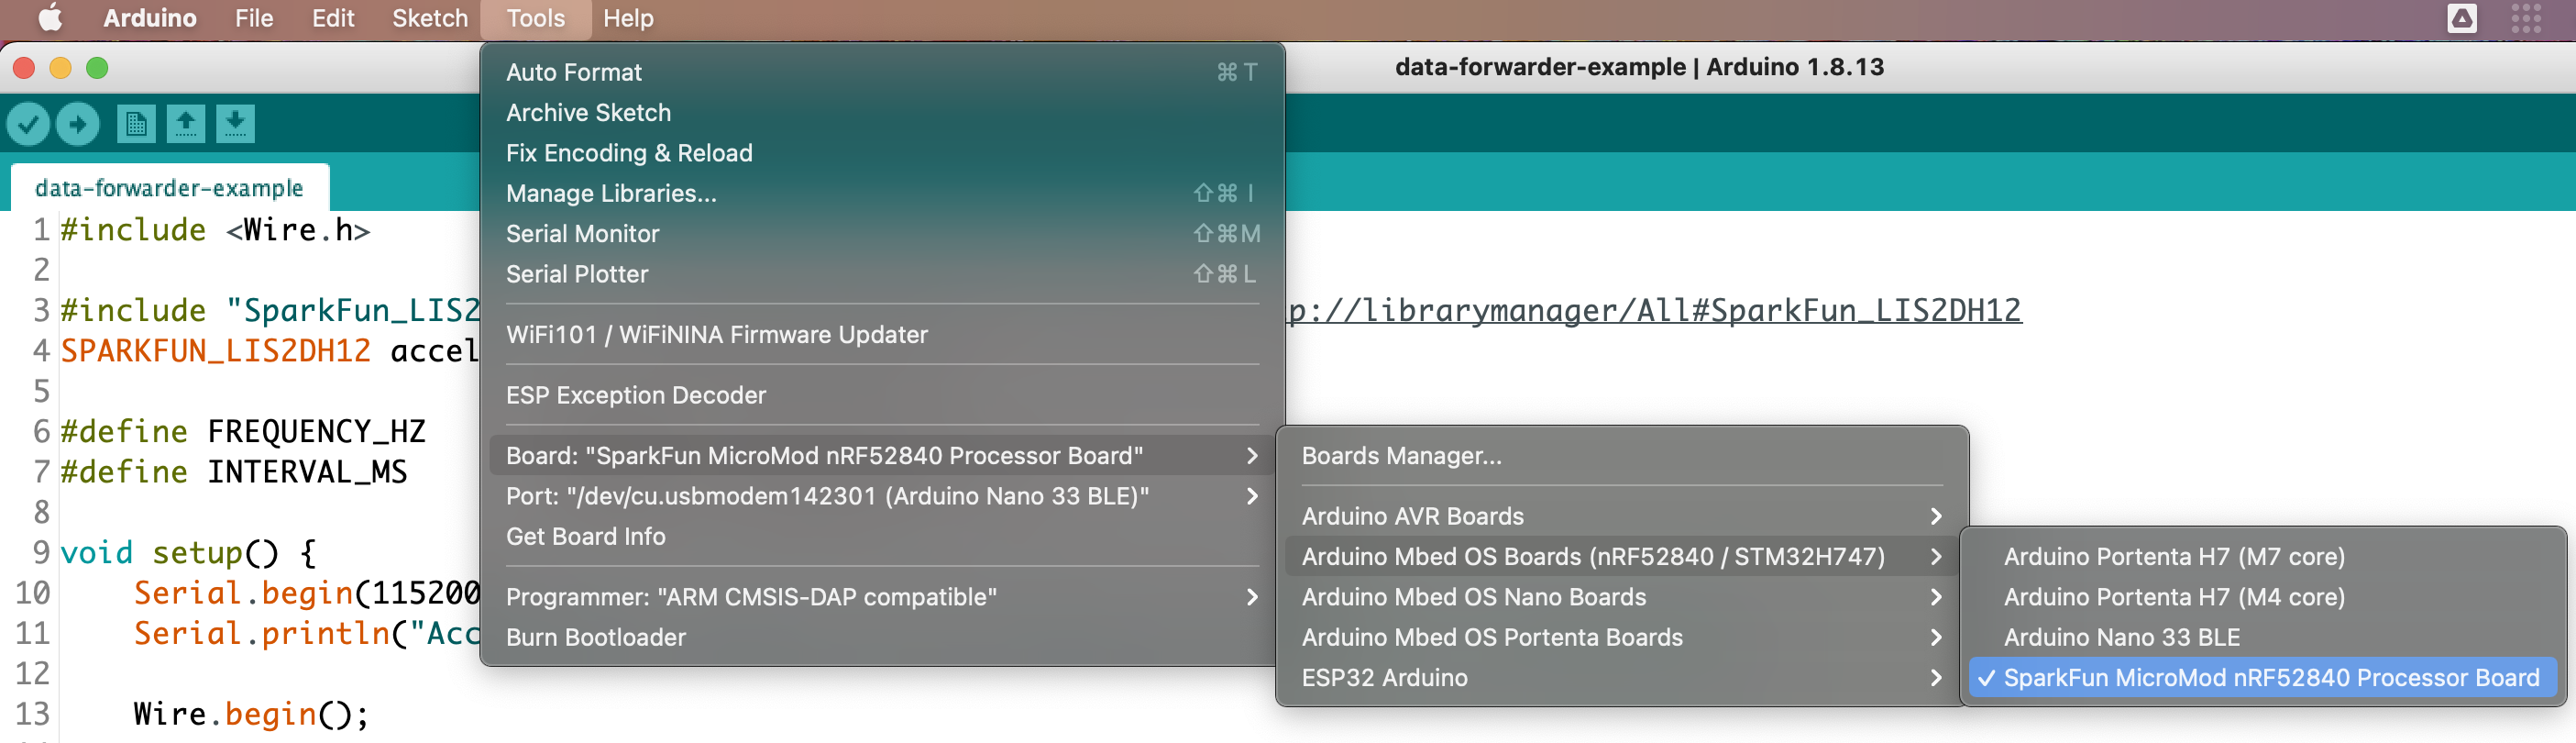 Arduino File Edit Sketch Tools Help
data-forwarder-example | Arduino 1.8.13
data-forwarder-example
1 #include <Wire.h>
2
3 #include "SparkFun_LIS2
p://librarymanager/All#SparkFun_LIS2DH12
4 SPARKFUN_LIS2DH12 accel
5
6 #define FREQUENCY_HZ
7 #define INTERVAL_MS
8
9 void setup() {
10 Serial.begin(115200
11 Serial.println("Acc
12
13 Wire.begin();
Auto Format ⌘T
Archive Sketch
Fix Encoding & Reload
Manage Libraries... ⇧⌘I
Serial Monitor ⇧⌘M
Serial Plotter ⇧⌘L
WiFi101 / WiFiNINA Firmware Updater
ESP Exception Decoder
Board: "SparkFun MicroMod nRF52840 Processor Board"
Port: "/dev/cu.usbmodem142301 (Arduino Nano 33 BLE)"
Get Board Info
Programmer: "ARM CMSIS-DAP compatible"
Burn Bootloader
Boards Manager...
Arduino AVR Boards
Arduino Mbed OS Boards (nRF52840 / STM32H747)
Arduino Mbed OS Nano Boards
Arduino Mbed OS Portenta Boards
ESP32 Arduino
Arduino Portenta H7 (M7 core)
Arduino Portenta H7 (M4 core)
Arduino Nano 33 BLE
✓ SparkFun MicroMod nRF52840 Processor Board